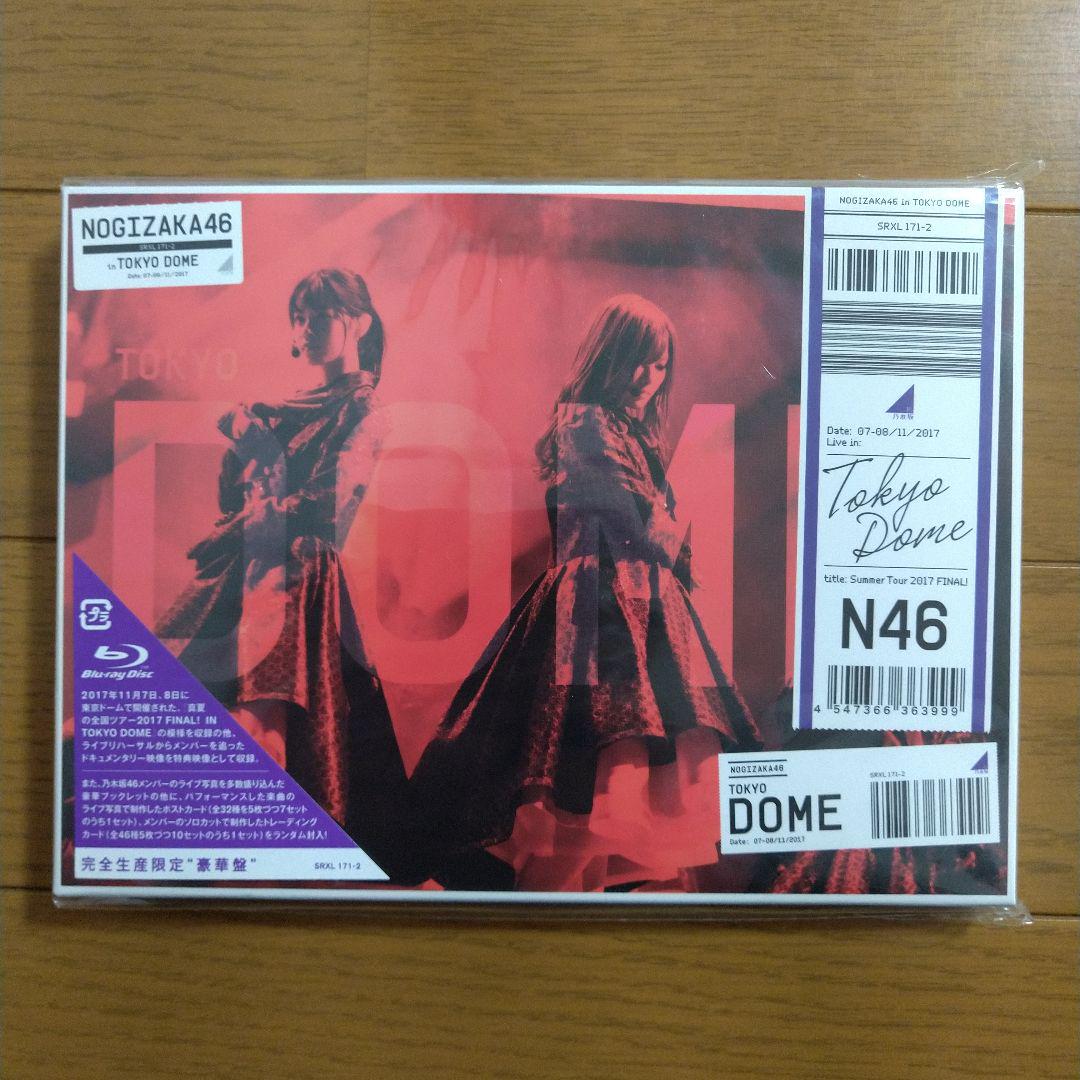 NOGIZAKA46
SRXL 171-2
in TOKYO DOME
Date: 07-08/11/2017
TOKYO
DOM
NOGIZAKA46 in TOKYO DOME
SRXL 171-2
乃木坂
Date: 07-08/11/2017
Live in:
Tokyo
Dome
title: Summer Tour 2017 FINAL!
N46
4 547366 363999
プラ
Blu-ray Disc
2017年11月7日、8日に
東京ドームで開催された、真夏
の全国ツアー2017 FINAL! IN
TOKYO DOME の模様を収録の他、
ライブリハーサルからメンバーを追った
ドキュメンタリー映像を特典映像として収録。
また、乃木坂46メンバーのライブ写真を多数盛り込んだ
豪華ブックレットの他に、パフォーマンスした楽曲の
ライブ写真で制作したポストカード(全32種を5枚づつ7セット
のうち1セット)、メンバーのソロカットで制作したトレーディング
カード(全46種5枚づつ10セットのうち1セット)をランダム封入!
完全生産限定"豪華盤"
SRXL 171-2
NOGIZAKA46
TOKYO
DOME
Date: 07-08/11/2017
SRXL 171-2
乃木坂